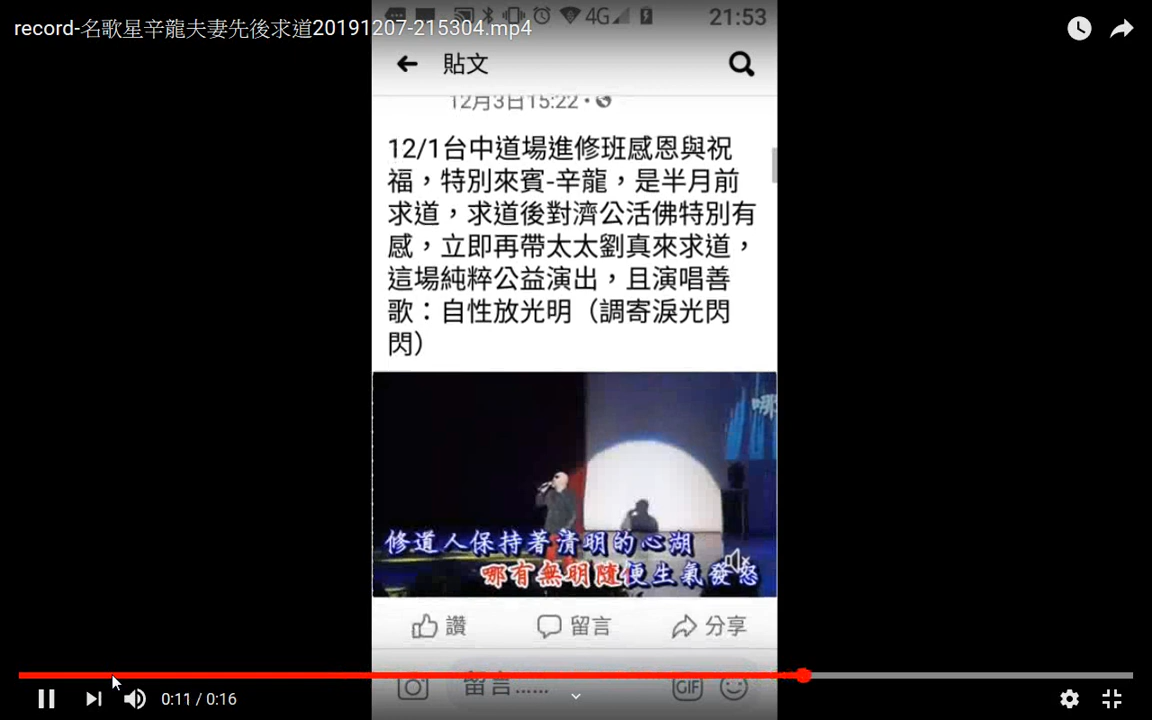 21:53
4G
record-名歌星辛龍夫妻先後求道20191207-215304.mp4
貼文
12月3日15:22
12/1台中道場進修班感恩與祝
福，特別來賓-辛龍，是半月前
求道，求道後對濟公活佛特別有
感，立即再帶太太劉真來求道，
這場純粹公益演出，且演唱善
歌：自性放光明（調寄淚光閃
閃）
哪
修道人保持著清明的心湖
哪有無明隨便生氣發怒
讚 留言 分享
留言…… GIF
0:11 / 0:16